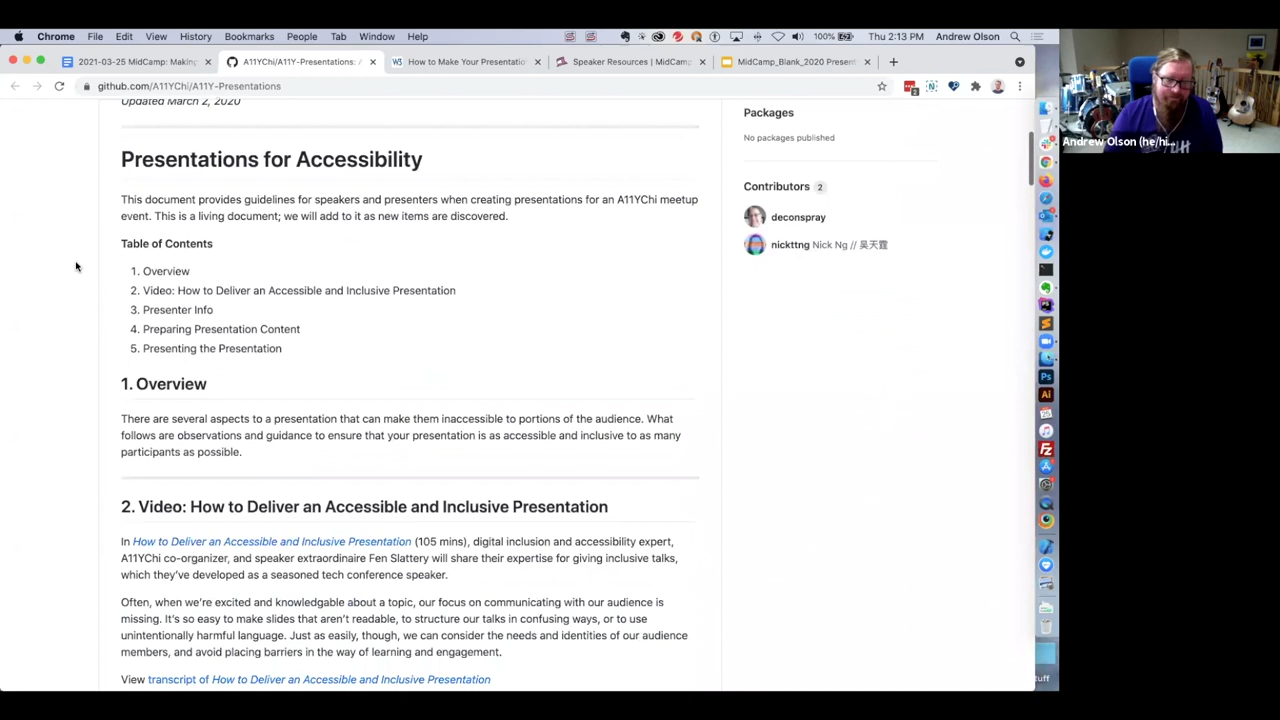 Chrome File Edit View History Bookmarks People Tab Window Help 100% Thu 2:13 PM Andrew Olson
2021-03-25 MidCamp: Making
A11YChi/A11Y-Presentations: A
How to Make Your Presentatio
Speaker Resources | MidCamp
MidCamp_Blank_2020 Present
github.com/A11YChi/A11Y-Presentations
Updated March 2, 2020
Presentations for Accessibility
This document provides guidelines for speakers and presenters when creating presentations for an A11YChi meetup
event. This is a living document; we will add to it as new items are discovered.
Table of Contents
1. Overview
2. Video: How to Deliver an Accessible and Inclusive Presentation
3. Presenter Info
4. Preparing Presentation Content
5. Presenting the Presentation
1. Overview
There are several aspects to a presentation that can make them inaccessible to portions of the audience. What
follows are observations and guidance to ensure that your presentation is as accessible and inclusive to as many
participants as possible.
2. Video: How to Deliver an Accessible and Inclusive Presentation
In How to Deliver an Accessible and Inclusive Presentation (105 mins), digital inclusion and accessibility expert,
A11YChi co-organizer, and speaker extraordinaire Fen Slattery will share their expertise for giving inclusive talks,
which they've developed as a seasoned tech conference speaker.
Often, when we're excited and knowledgable about a topic, our focus on communicating with our audience is
missing. It's so easy to make slides that aren't readable, to structure our talks in confusing ways, or to use
unintentionally harmful language. Just as easily, though, we can consider the needs and identities of our audience
members, and avoid placing barriers in the way of learning and engagement.
View transcript of How to Deliver an Accessible and Inclusive Presentation
Packages
No packages published
Contributors 2
deconspray
nickttng Nick Ng // 吴天霆
Andrew Olson (he/hi...
Ps
Ai
Fz
tuff